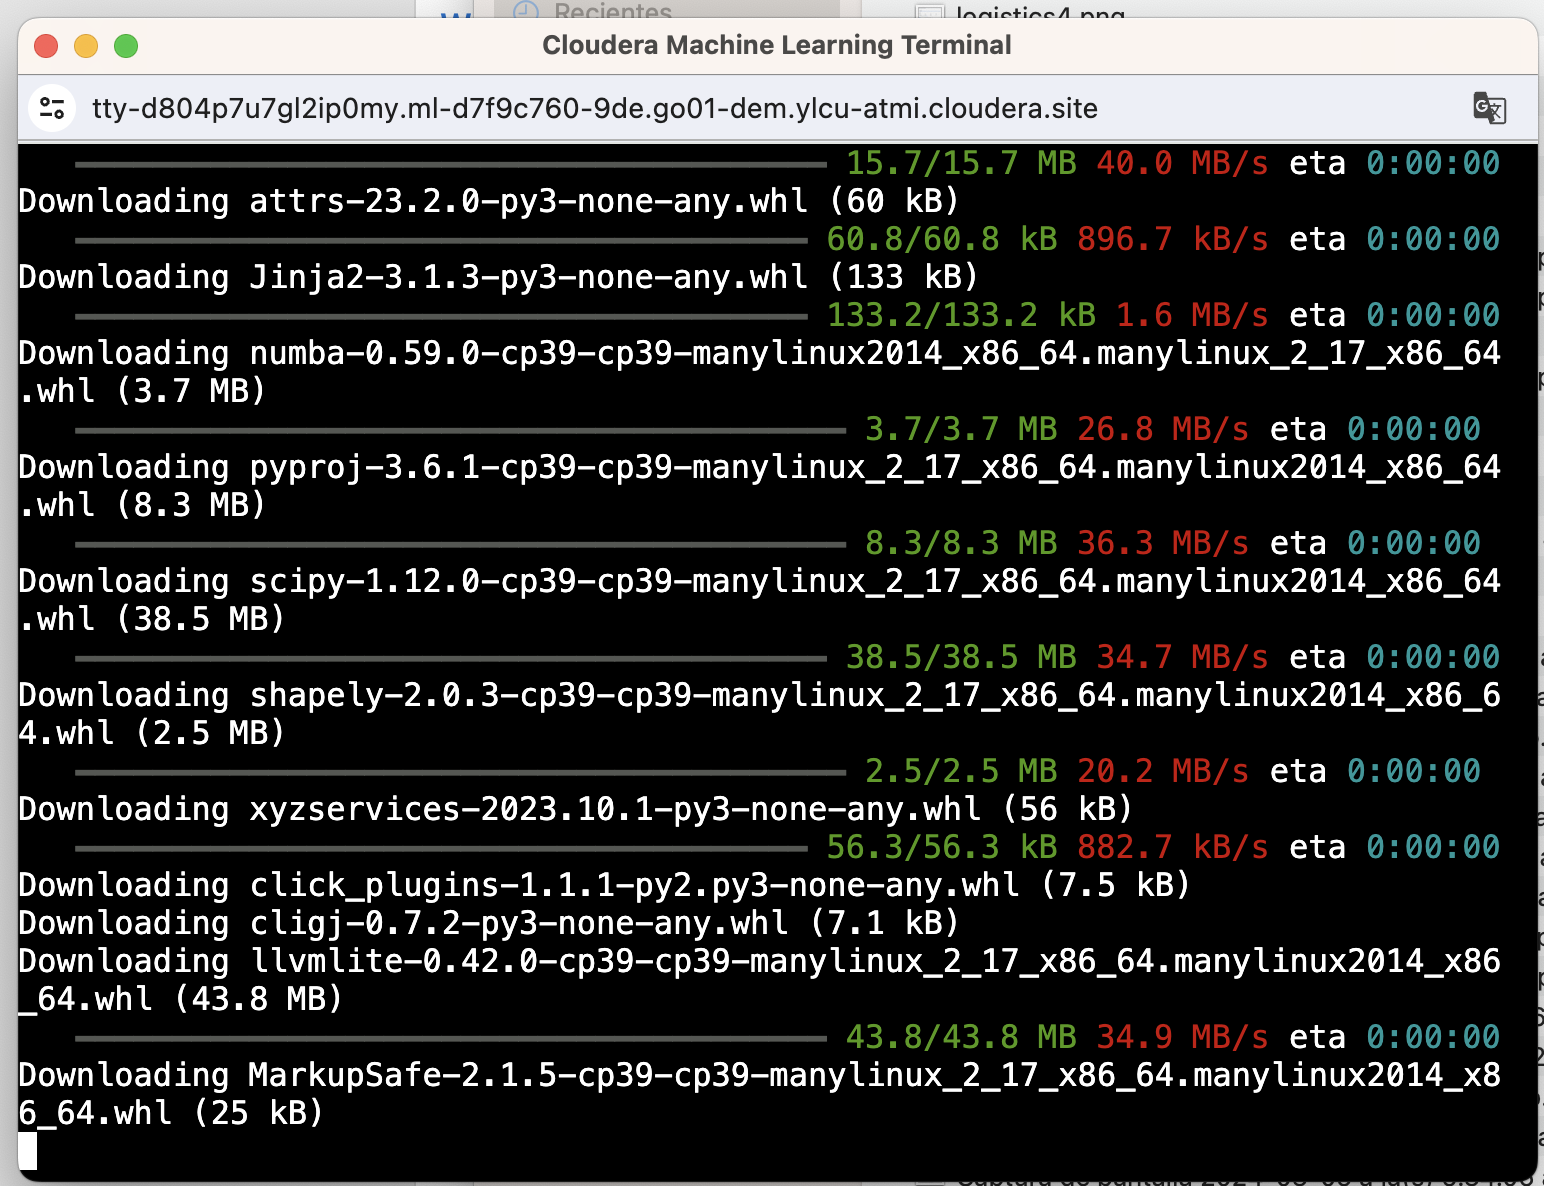 Recientes
logistics4.png
Cloudera Machine Learning Terminal
tty-d804p7u7gl2ip0my.ml-d7f9c760-9de.go01-dem.ylcu-atmi.cloudera.site
15.7/15.7 MB 40.0 MB/s eta 0:00:00
Downloading attrs-23.2.0-py3-none-any.whl (60 kB)
60.8/60.8 kB 896.7 kB/s eta 0:00:00
Downloading Jinja2-3.1.3-py3-none-any.whl (133 kB)
133.2/133.2 kB 1.6 MB/s eta 0:00:00
Downloading numba-0.59.0-cp39-cp39-manylinux2014_x86_64.manylinux_2_17_x86_64
.whl (3.7 MB)
3.7/3.7 MB 26.8 MB/s eta 0:00:00
Downloading pyproj-3.6.1-cp39-cp39-manylinux_2_17_x86_64.manylinux2014_x86_64
.whl (8.3 MB)
8.3/8.3 MB 36.3 MB/s eta 0:00:00
Downloading scipy-1.12.0-cp39-cp39-manylinux_2_17_x86_64.manylinux2014_x86_64
.whl (38.5 MB)
38.5/38.5 MB 34.7 MB/s eta 0:00:00
Downloading shapely-2.0.3-cp39-cp39-manylinux_2_17_x86_64.manylinux2014_x86_6
4.whl (2.5 MB)
2.5/2.5 MB 20.2 MB/s eta 0:00:00
Downloading xyzservices-2023.10.1-py3-none-any.whl (56 kB)
56.3/56.3 kB 882.7 kB/s eta 0:00:00
Downloading click_plugins-1.1.1-py2.py3-none-any.whl (7.5 kB)
Downloading cligj-0.7.2-py3-none-any.whl (7.1 kB)
Downloading llvmlite-0.42.0-cp39-cp39-manylinux_2_17_x86_64.manylinux2014_x86
_64.whl (43.8 MB)
43.8/43.8 MB 34.9 MB/s eta 0:00:00
Downloading MarkupSafe-2.1.5-cp39-cp39-manylinux_2_17_x86_64.manylinux2014_x8
6_64.whl (25 kB)